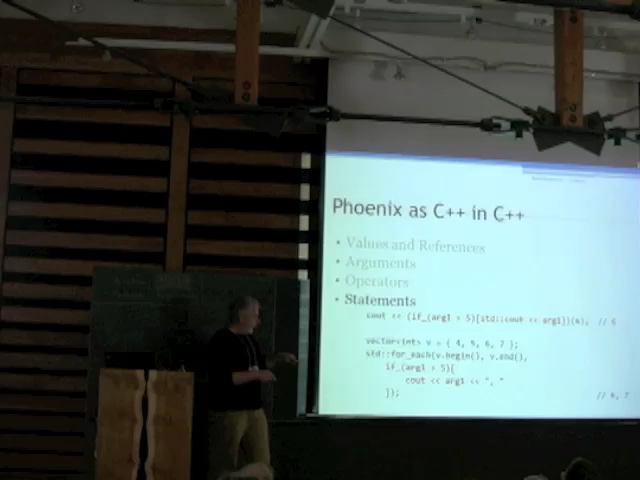 Phoenix as C++ in C++
• Values and References
• Arguments
• Operators
• Statements
cout << (if_(arg1 > 5)[std::cout << arg1])(6); // 6
vector<int> v = { 4, 5, 6, 7 };
std::for_each(v.begin(), v.end(),
if_(arg1 > 5)[
cout << arg1 << ", "
]); // 6, 7